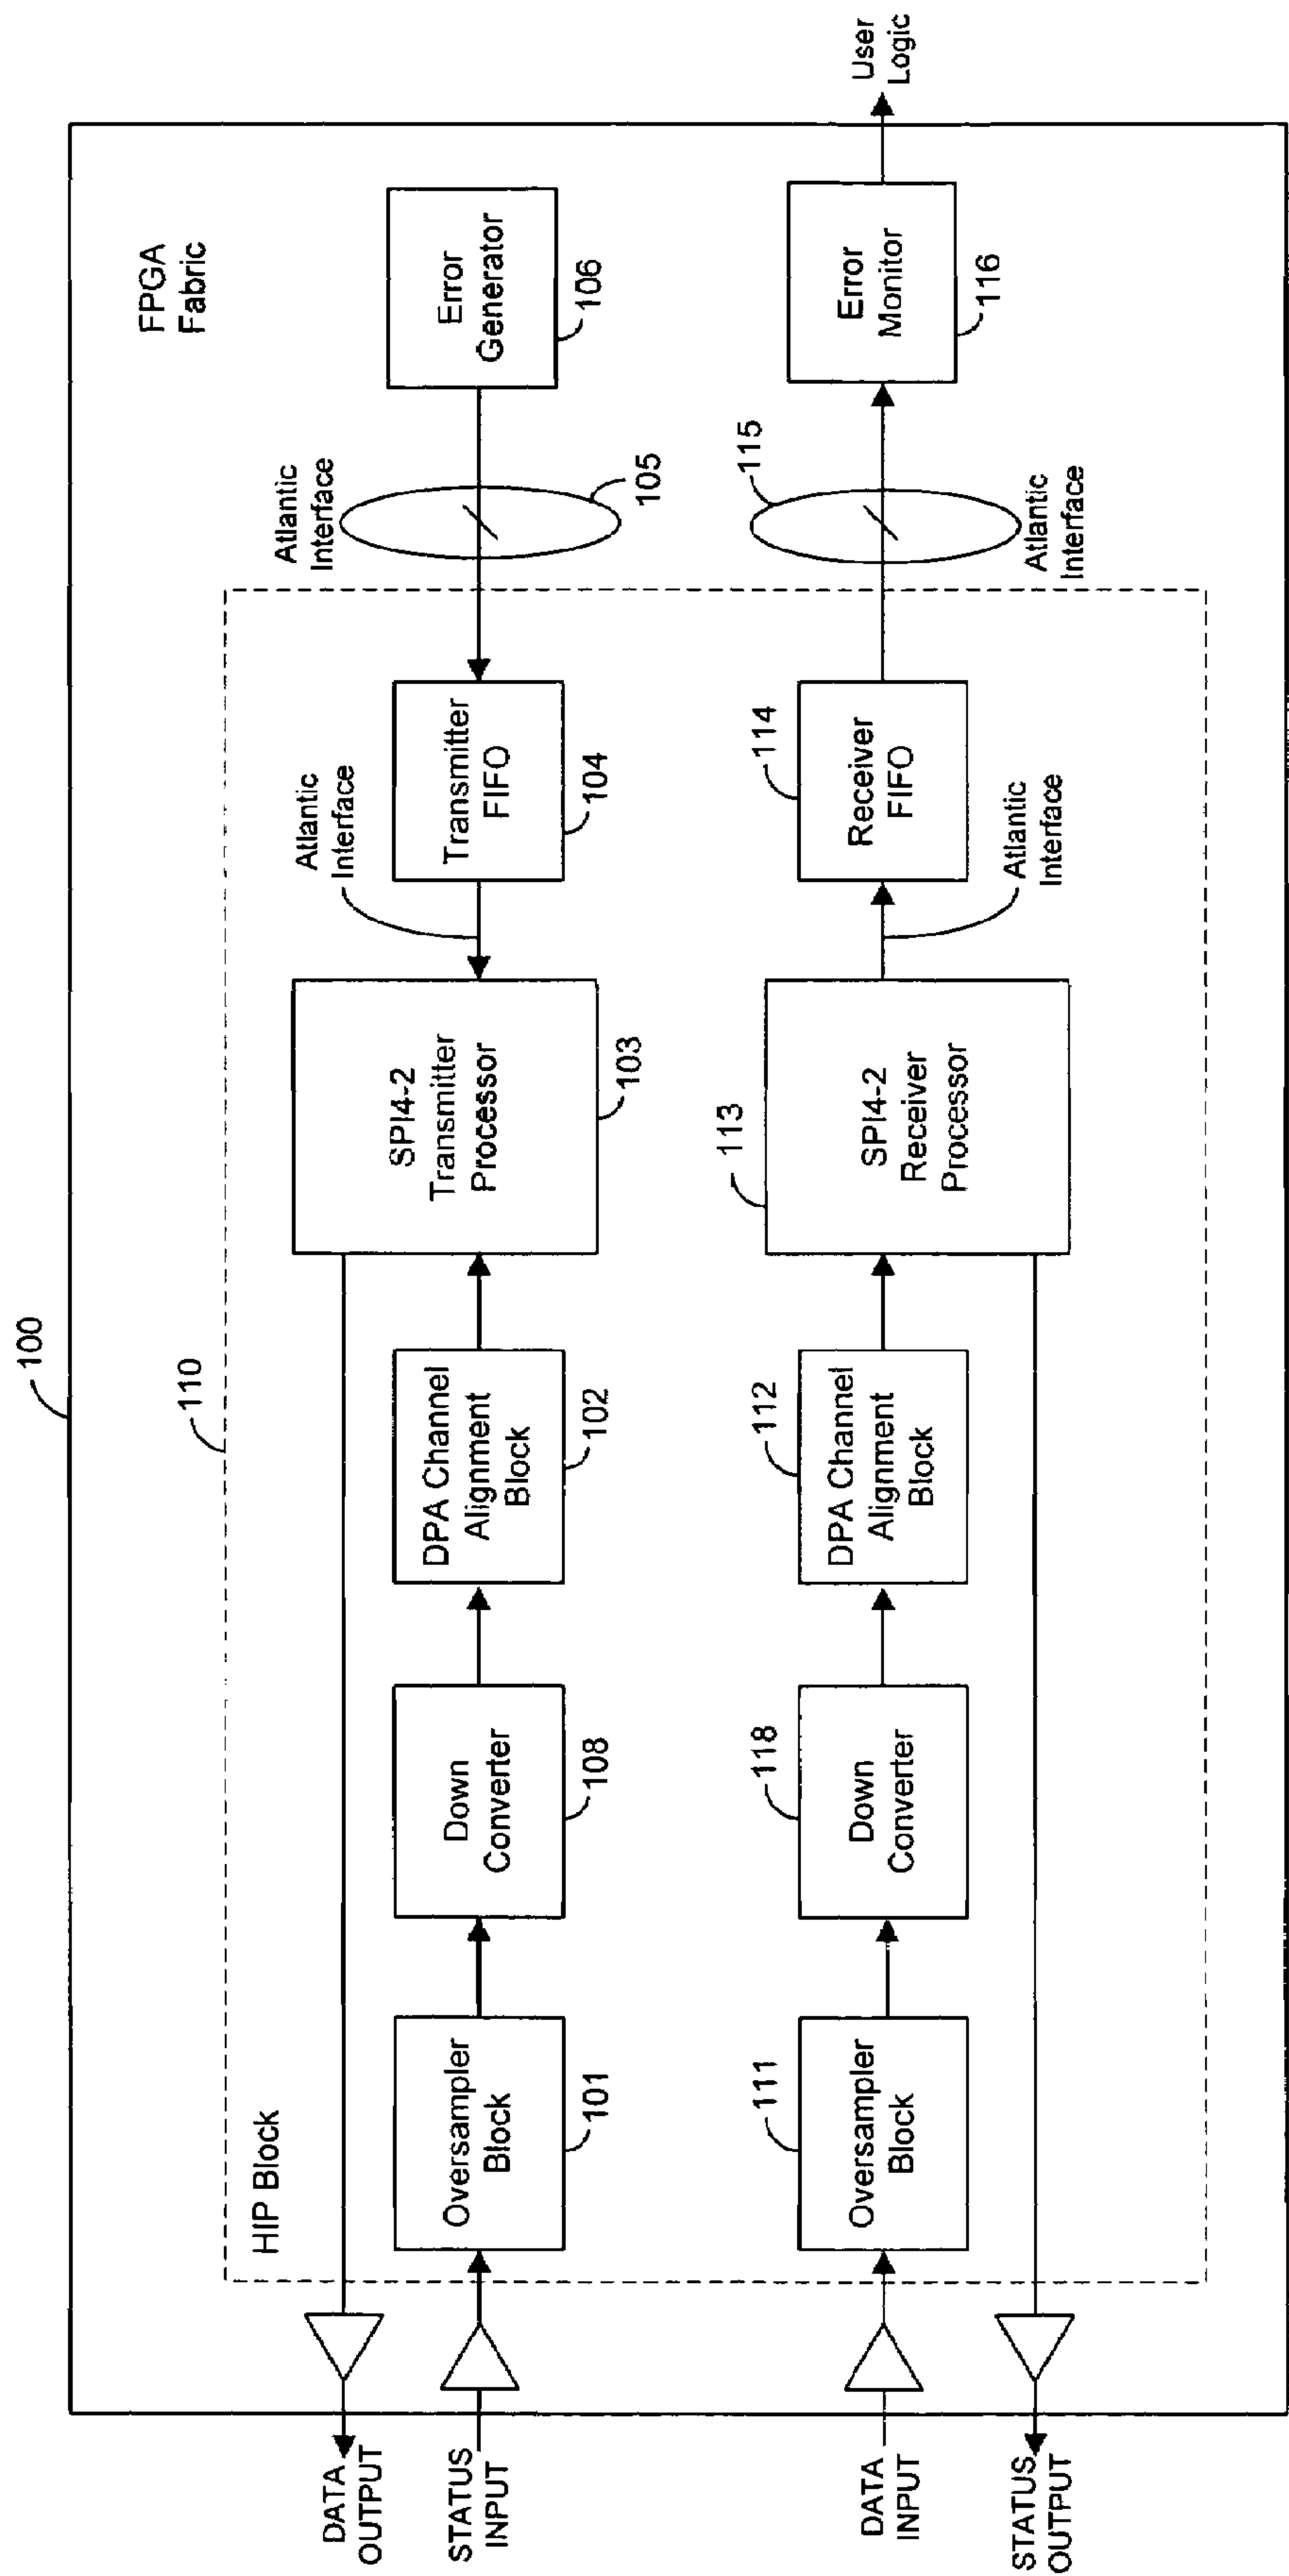 100
FPGA
Fabric
110
HIP Block
DATA
OUTPUT
STATUS
INPUT
Oversampler
Block
101
Down
Converter
108
DPA Channel
Alignment
Block
102
SPI4-2
Transmitter
Processor
103
Atlantic
Interface
Transmitter
FIFO
104
Atlantic
Interface
105
Error
Generator
106
DATA
INPUT
STATUS
OUTPUT
111
Oversampler
Block
118
Down
Converter
112
DPA Channel
Alignment
Block
113
SPI4-2
Receiver
Processor
Atlantic
Interface
114
Receiver
FIFO
115
Atlantic
Interface
Error
Monitor
116
User
Logic